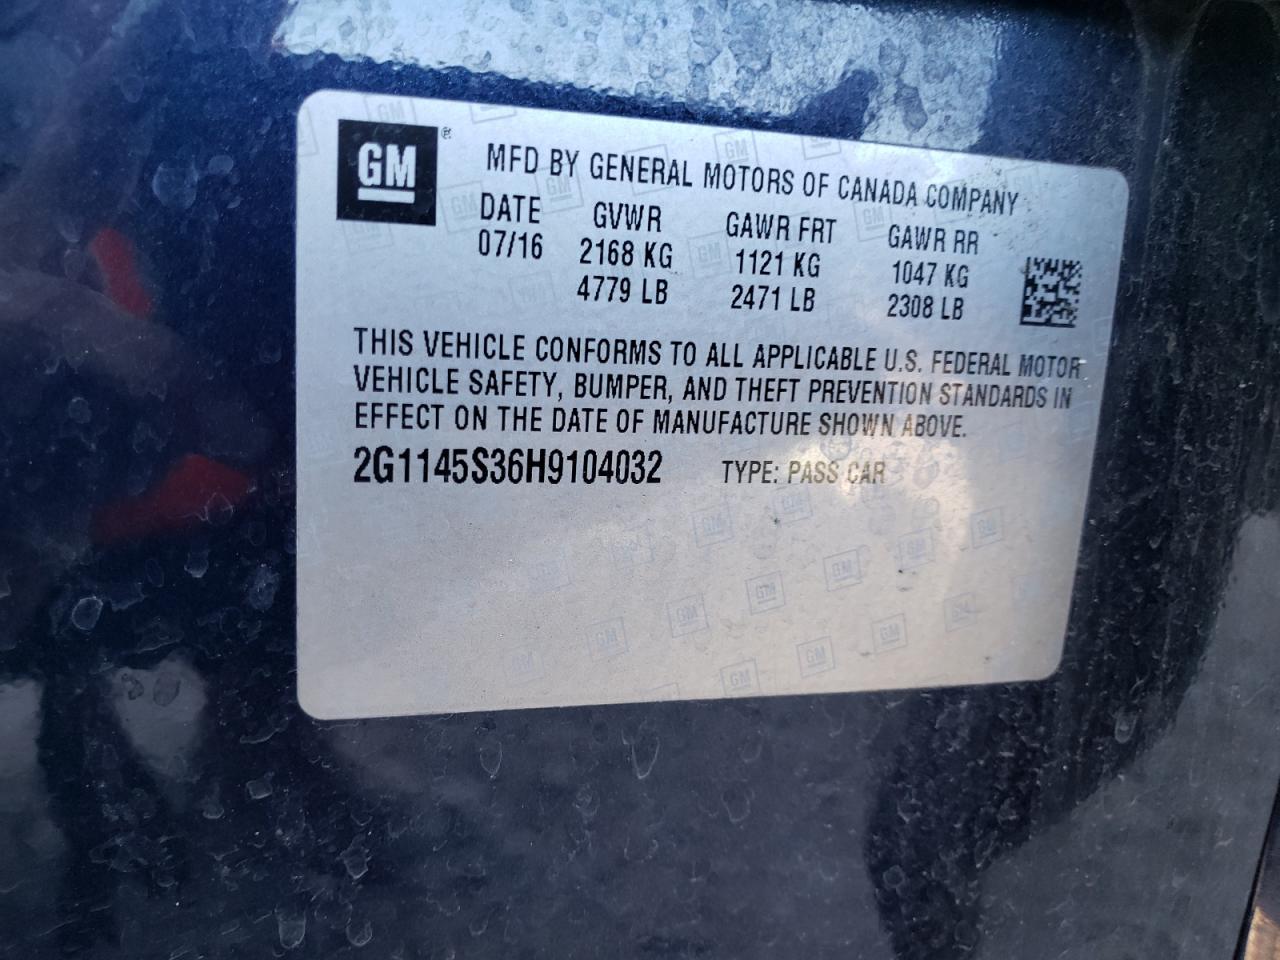 GM®
MFD BY GENERAL MOTORS OF CANADA COMPANY
DATE GVWR GAWR FRT GAWR RR
07/16 2168 KG 1121 KG 1047 KG
4779 LB 2471 LB 2308 LB
THIS VEHICLE CONFORMS TO ALL APPLICABLE U.S. FEDERAL MOTOR
VEHICLE SAFETY, BUMPER, AND THEFT PREVENTION STANDARDS IN
EFFECT ON THE DATE OF MANUFACTURE SHOWN ABOVE.
2G1145S36H9104032 TYPE: PASS CAR